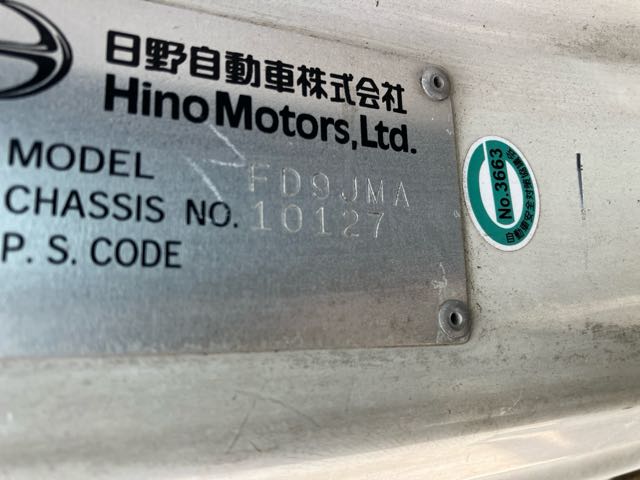 日野自動車株式会社
Hino Motors, Ltd.
MODEL FD9JMA
CHASSIS NO. 10127
P. S. CODE
No.3663